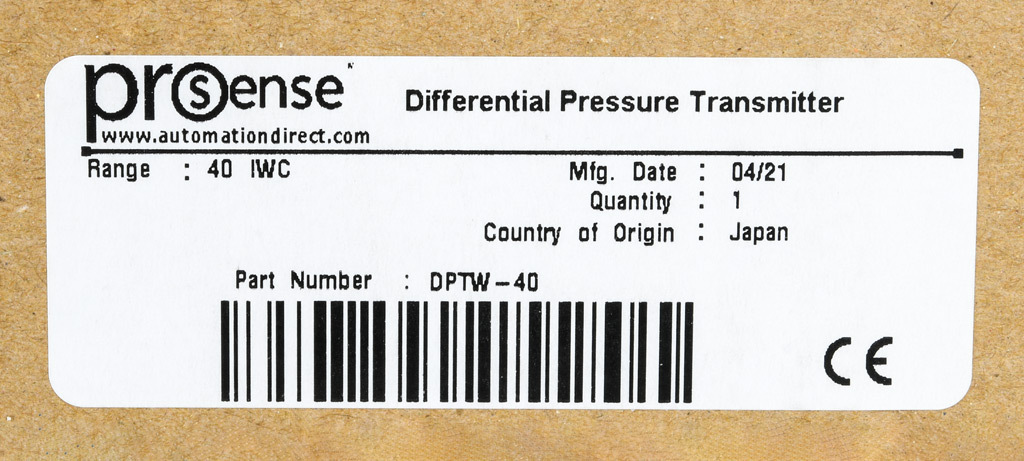 prosense
Differential Pressure Transmitter
www.automationdirect.com
Range : 40 IWC
Mfg. Date : 04/21
Quantity : 1
Country of Origin : Japan
Part Number : DPTW-40
CE